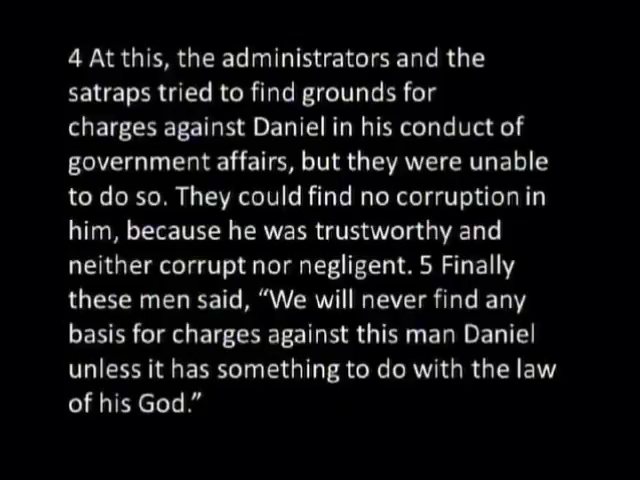 4 At this, the administrators and the
satraps tried to find grounds for
charges against Daniel in his conduct of
government affairs, but they were unable
to do so. They could find no corruption in
him, because he was trustworthy and
neither corrupt nor negligent. 5 Finally
these men said, “We will never find any
basis for charges against this man Daniel
unless it has something to do with the law
of his God.”